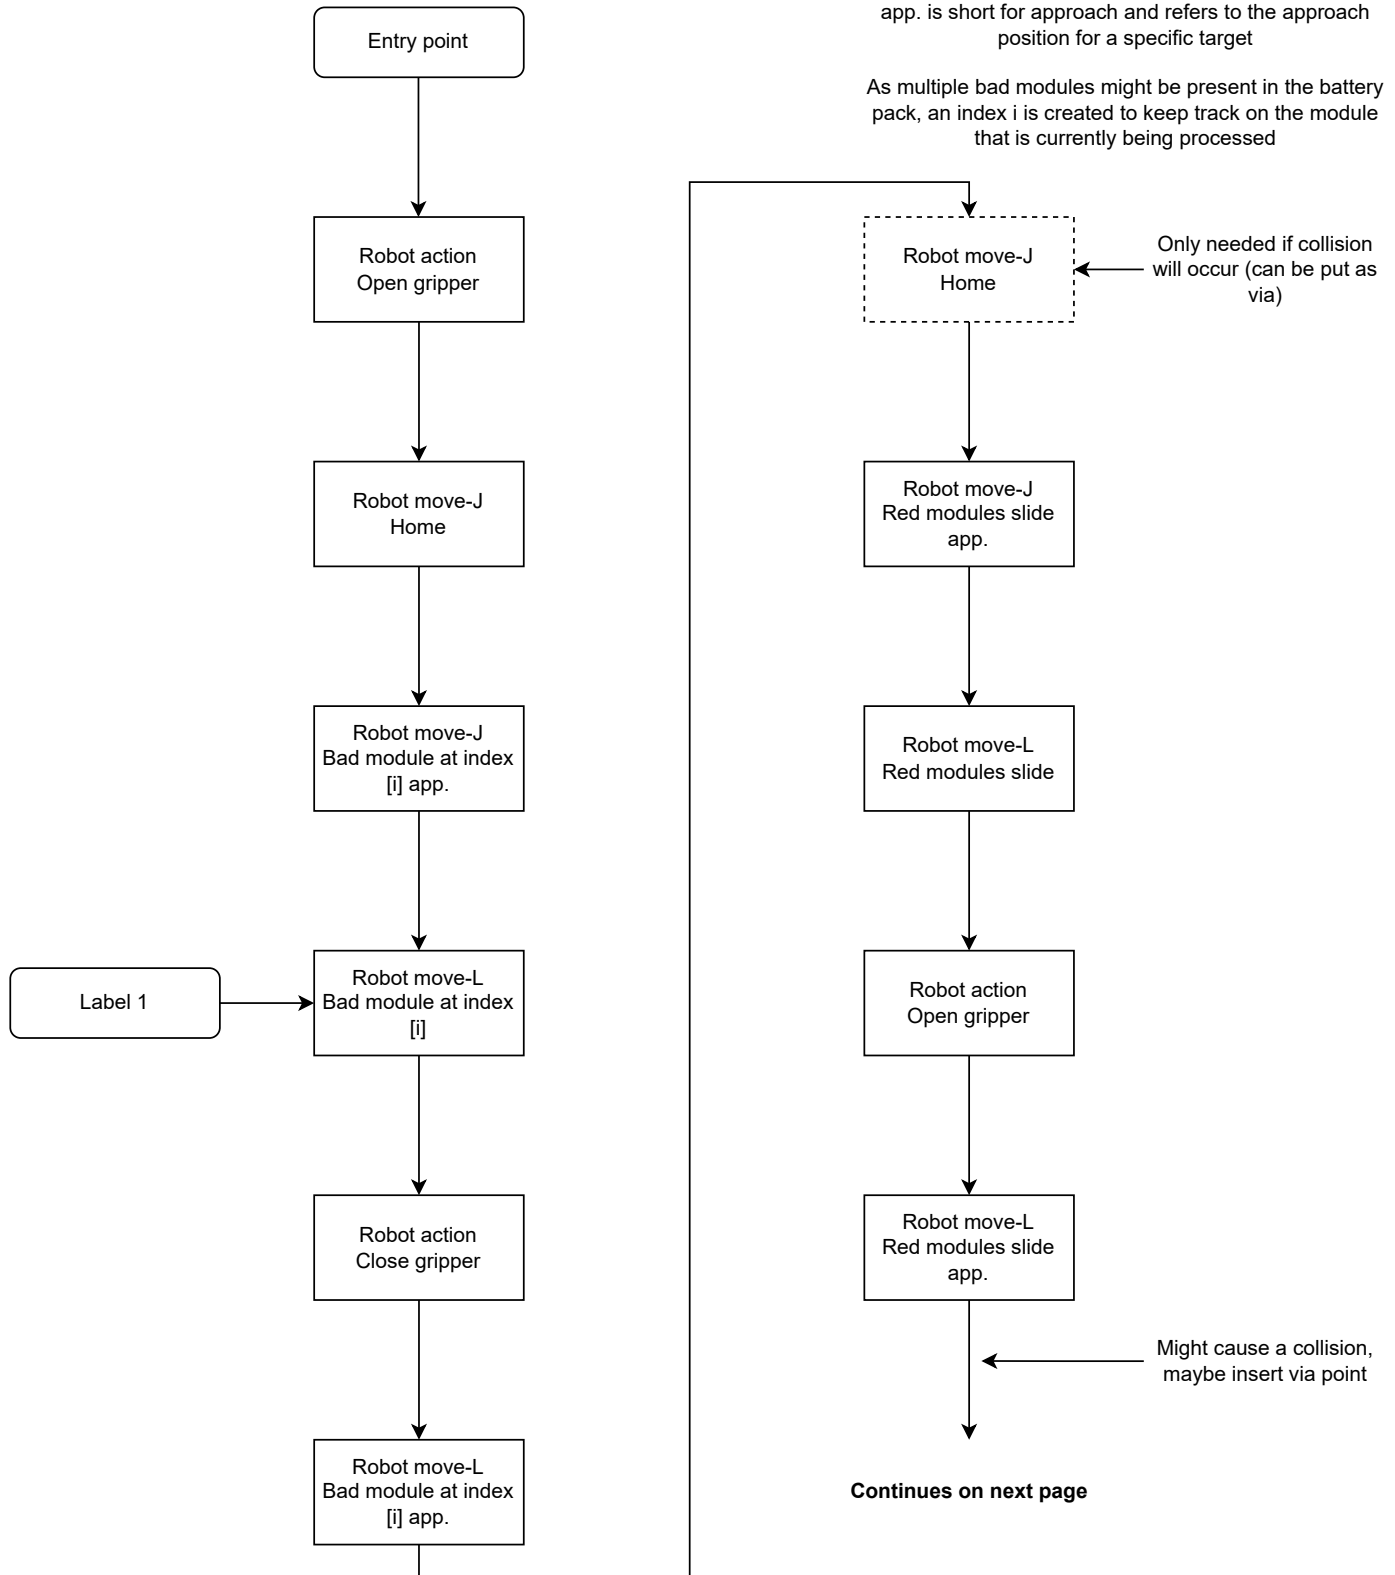 Entry point
Robot action
Open gripper
Robot move-J
Home
Robot move-J
Bad module at index
[i] app.
Label 1
Robot move-L
Bad module at index
[i]
Robot action
Close gripper
Robot move-L
Bad module at index
[i] app.
app. is short for approach and refers to the approach
position for a specific target
As multiple bad modules might be present in the battery
pack, an index i is created to keep track on the module
that is currently being processed
Robot move-J
Home
Only needed if collision
will occur (can be put as
via)
Robot move-J
Red modules slide
app.
Robot move-L
Red modules slide
Robot action
Open gripper
Robot move-L
Red modules slide
app.
Might cause a collision,
maybe insert via point
Continues on next page